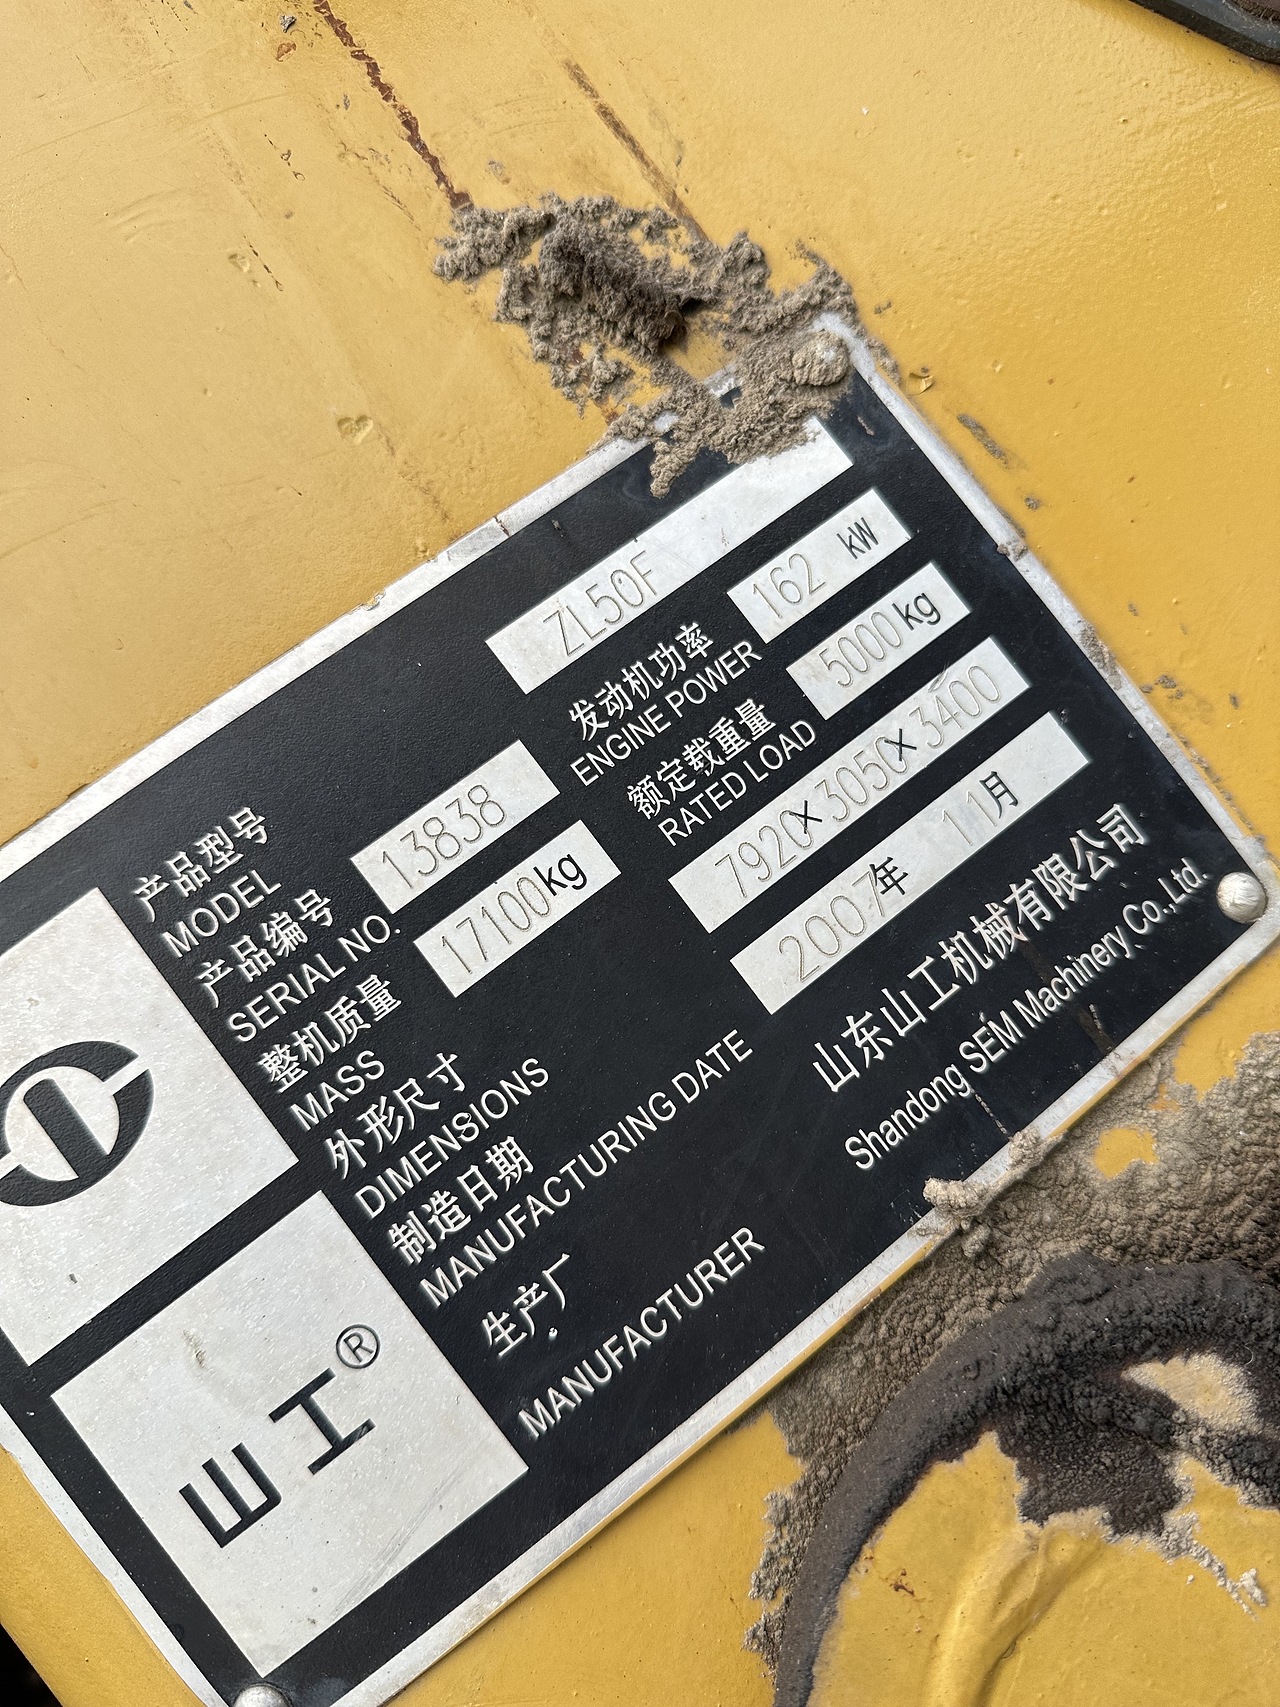 产品型号 ZL50F
MODEL
产品编号 13838 发动机功率 162 kW
SERIAL NO. ENGINE POWER
整机质量 17100kg 额定载重量 5000kg
MASS RATED LOAD
外形尺寸 7920×3050×3400
DIMENSIONS
制造日期 2007年 11月
MANUFACTURING DATE
生产厂 山东山工机械有限公司
MANUFACTURER Shandong SEM Machinery Co.,Ltd.
山工®